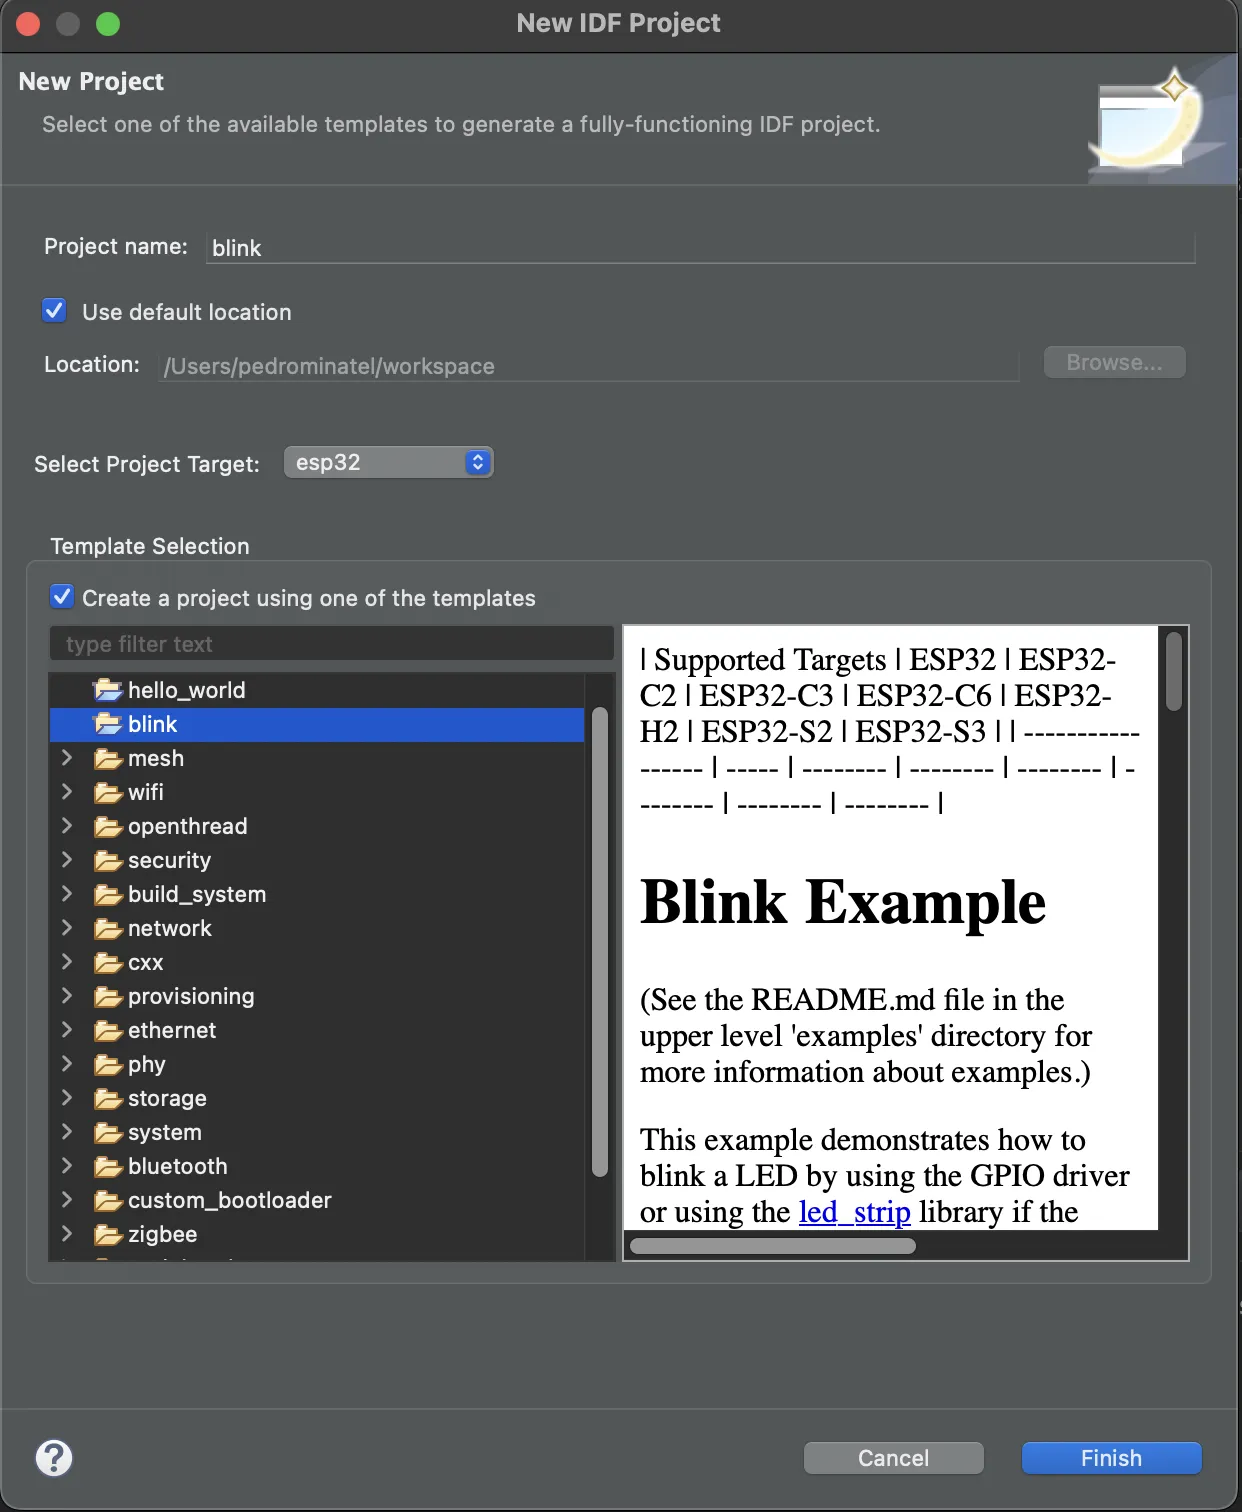 New IDF Project
New Project
Select one of the available templates to generate a fully-functioning IDF project.
Project name: blink
Use default location
Location: /Users/pedrominatel/workspace
Browse...
Select Project Target: esp32
Template Selection
Create a project using one of the templates
type filter text
hello_world
blink
mesh
wifi
openthread
security
build_system
network
cxx
provisioning
ethernet
phy
storage
system
bluetooth
custom_bootloader
zigbee
| Supported Targets | ESP32 | ESP32-
C2 | ESP32-C3 | ESP32-C6 | ESP32-
H2 | ESP32-S2 | ESP32-S3 | | -----------
------ | ----- | -------- | -------- | -------- | -
------- | -------- | -------- |
Blink Example
(See the README.md file in the
upper level 'examples' directory for
more information about examples.)
This example demonstrates how to
blink a LED by using the GPIO driver
or using the led_strip library if the
?
Cancel
Finish